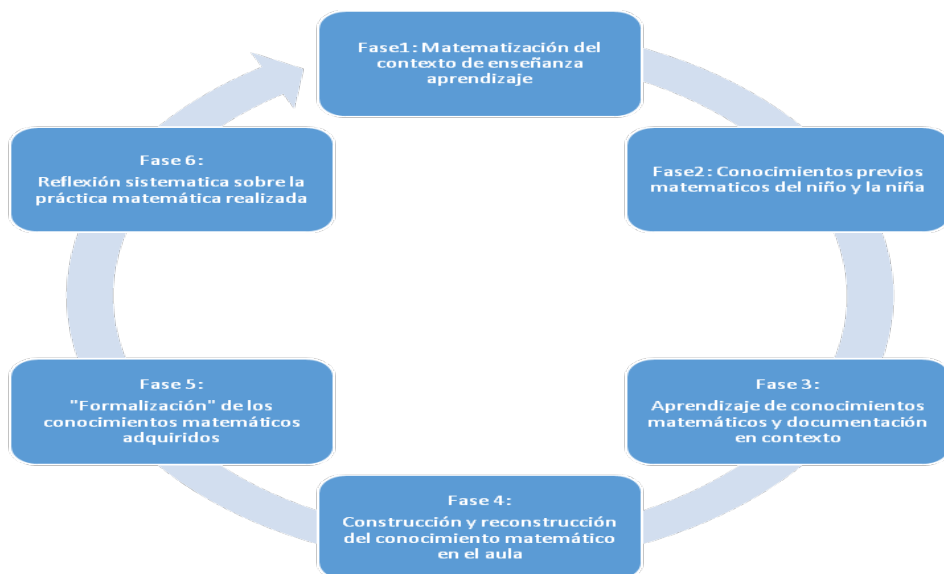 Fase1: Matematización del
contexto de enseñanza
aprendizaje
Fase2: Conocimientos previos
matematicos del niño y la niña
Fase 3:
Aprendizaje de conocimientos
matemáticos y documentación
en contexto
Fase 4:
Construcción y reconstrucción
del conocimiento matemático
en el aula
Fase 5:
"Formalización" de los
conocimientos matemáticos
adquiridos
Fase 6:
Reflexión sistematica sobre la
práctica matemática realizada